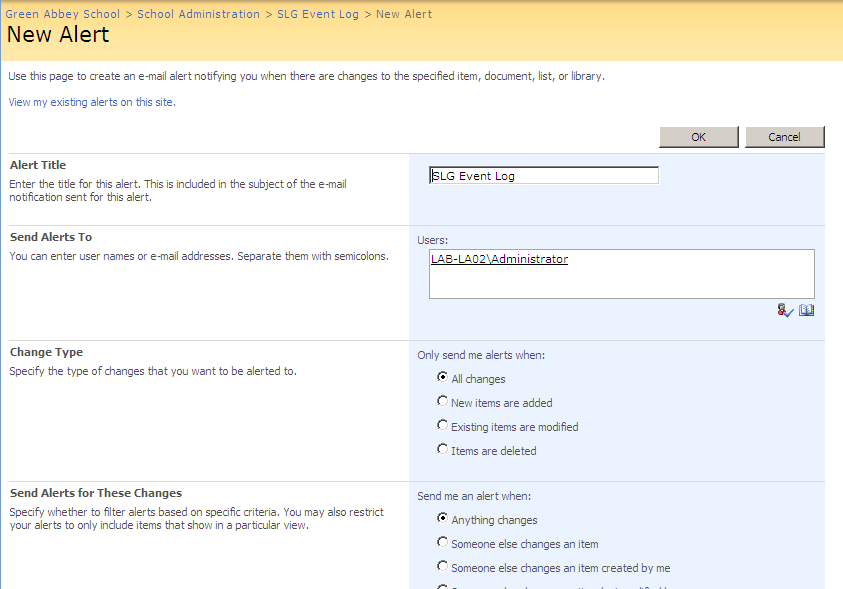 Green Abbey School > School Administration > SLG Event Log > New Alert
New Alert
Use this page to create an e-mail alert notifying you when there are changes to the specified item, document, list, or library.
View my existing alerts on this site.
OK Cancel
Alert Title
Enter the title for this alert. This is included in the subject of the e-mail
notification sent for this alert.
SLG Event Log
Send Alerts To
You can enter user names or e-mail addresses. Separate them with semicolons.
Users:
LAB-LA02\Administrator
Change Type
Specify the type of changes that you want to be alerted to.
Only send me alerts when:
All changes
New items are added
Existing items are modified
Items are deleted
Send Alerts for These Changes
Specify whether to filter alerts based on specific criteria. You may also restrict
your alerts to only include items that show in a particular view.
Send me an alert when:
Anything changes
Someone else changes an item
Someone else changes an item created by me